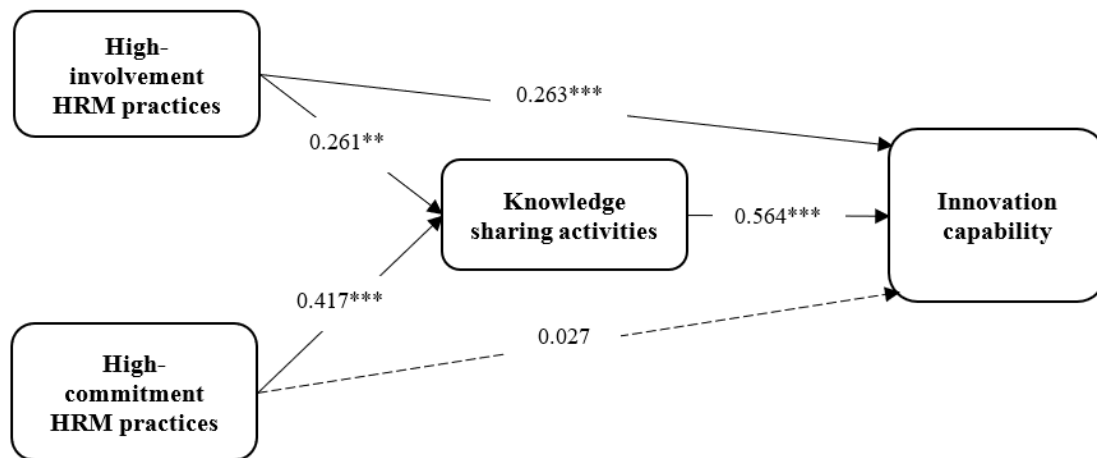 High-
involvement
HRM practices
0.263***
0.261**
Knowledge
sharing activities
0.564***
Innovation
capability
0.417***
0.027
High-
commitment
HRM practices